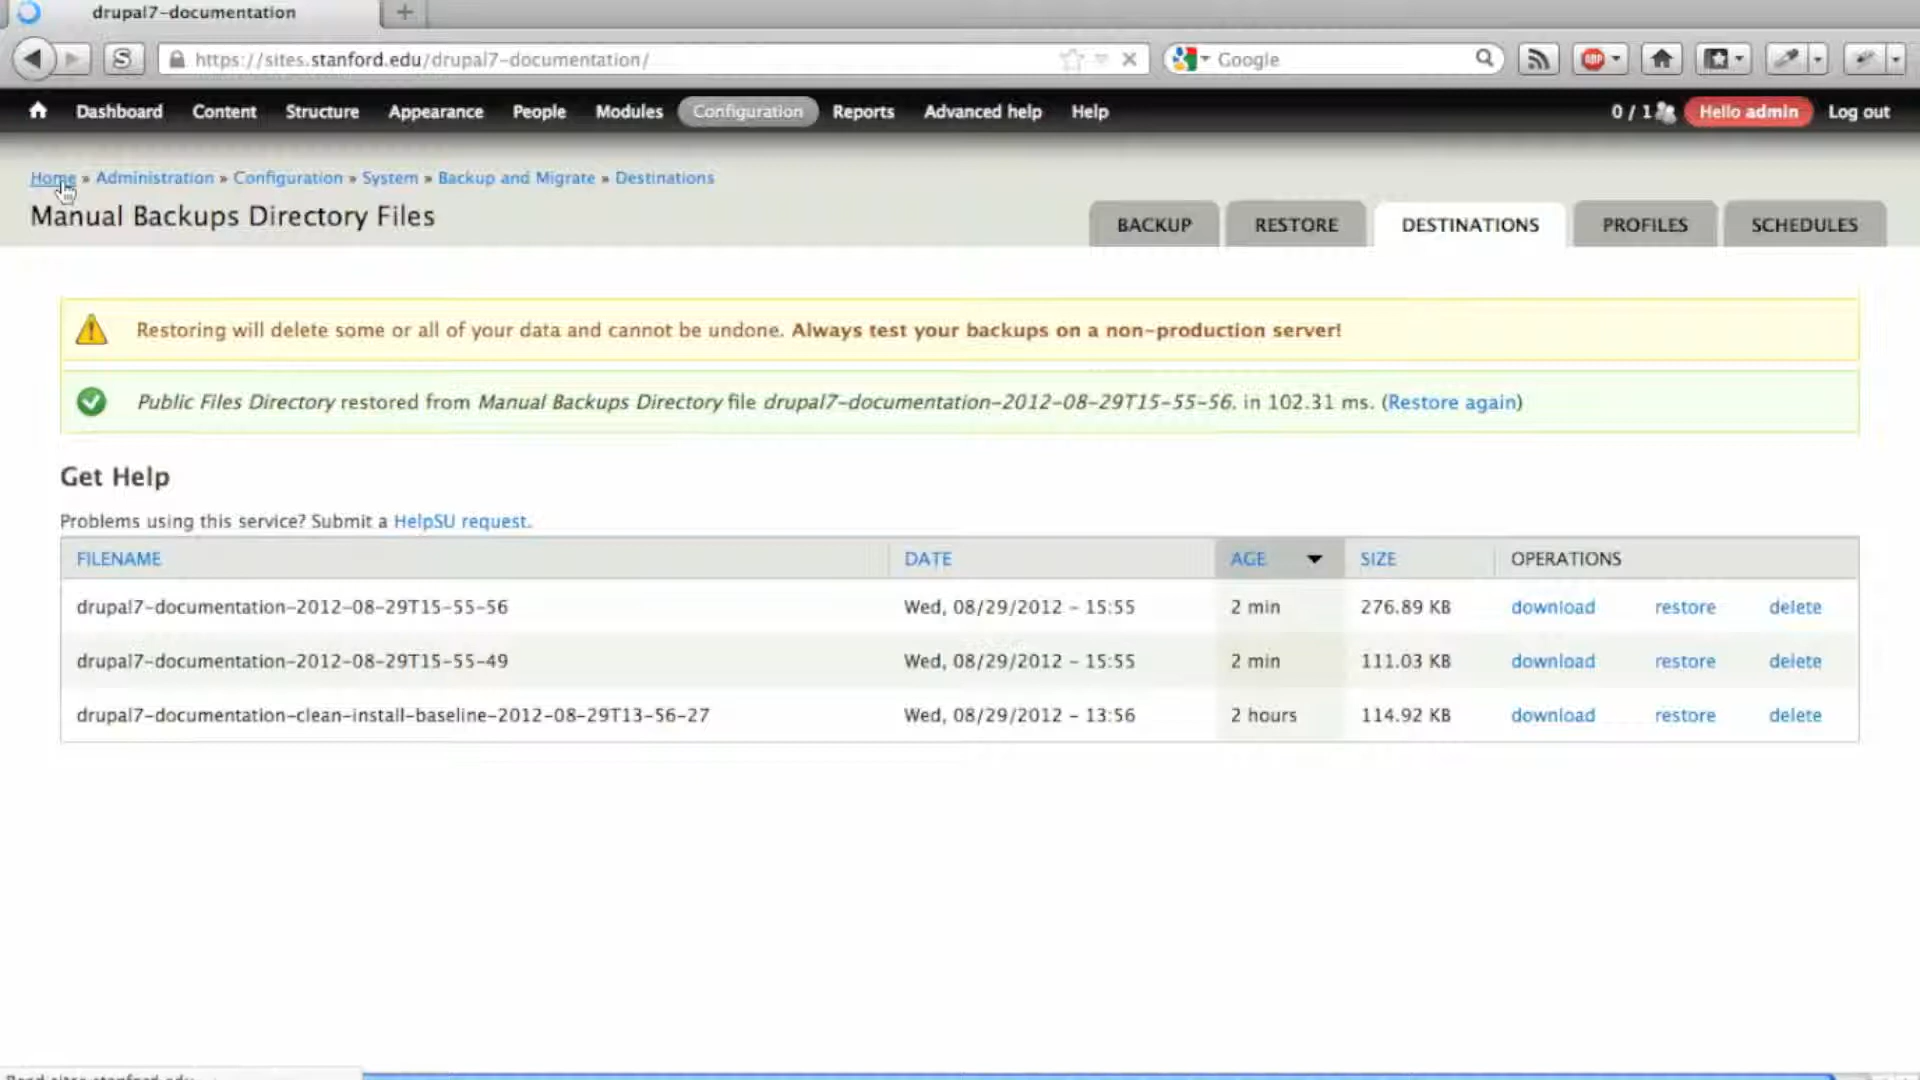 drupal7-documentation
https://sites.stanford.edu/drupal7-documentation/
Google
Dashboard Content Structure Appearance People Modules Configuration Reports Advanced help Help 0 / 1 Hello admin Log out
Home » Administration » Configuration » System » Backup and Migrate » Destinations
Manual Backups Directory Files
BACKUP RESTORE DESTINATIONS PROFILES SCHEDULES
Restoring will delete some or all of your data and cannot be undone. Always test your backups on a non-production server!
Public Files Directory restored from Manual Backups Directory file drupal7-documentation-2012-08-29T15-55-56. in 102.31 ms. (Restore again)
Get Help
Problems using this service? Submit a HelpSU request.
FILENAME DATE AGE SIZE OPERATIONS
drupal7-documentation-2012-08-29T15-55-56 Wed, 08/29/2012 - 15:55 2 min 276.89 KB download restore delete
drupal7-documentation-2012-08-29T15-55-49 Wed, 08/29/2012 - 15:55 2 min 111.03 KB download restore delete
drupal7-documentation-clean-install-baseline-2012-08-29T13-56-27 Wed, 08/29/2012 - 13:56 2 hours 114.92 KB download restore delete